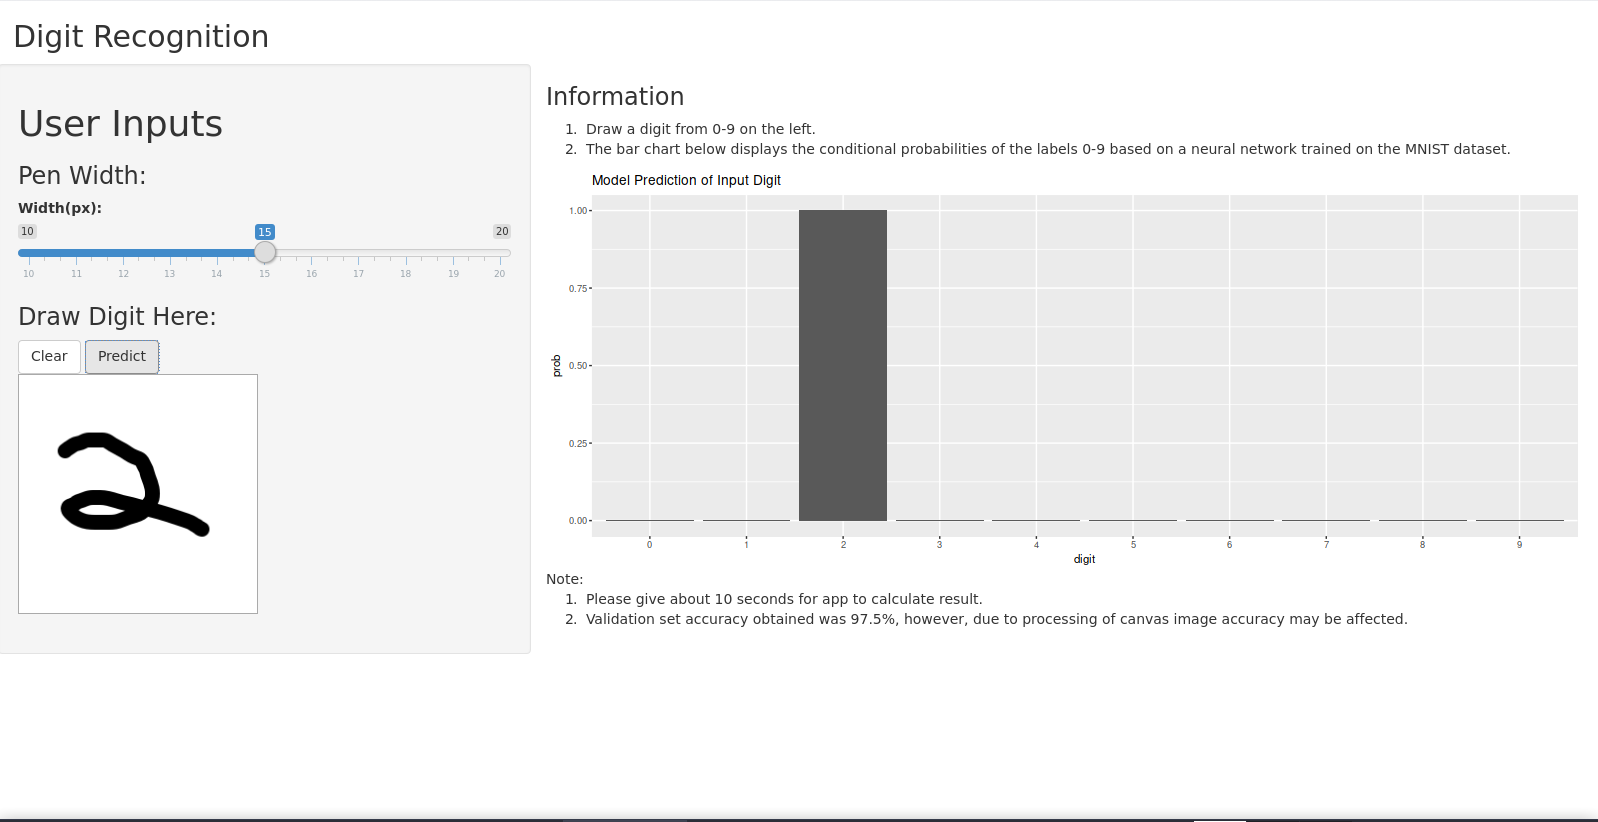 Digit Recognition
User Inputs
Pen Width:
Width(px):
10 15 20
10 11 12 13 14 15 16 17 18 19 20
Draw Digit Here:
Clear Predict
2
Information
1. Draw a digit from 0-9 on the left.
2. The bar chart below displays the conditional probabilities of the labels 0-9 based on a neural network trained on the MNIST dataset.
Model Prediction of Input Digit
1.00
0.75
0.50
0.25
0.00
prob
0 1 2 3 4 5 6 7 8 9
digit
Note:
1. Please give about 10 seconds for app to calculate result.
2. Validation set accuracy obtained was 97.5%, however, due to processing of canvas image accuracy may be affected.